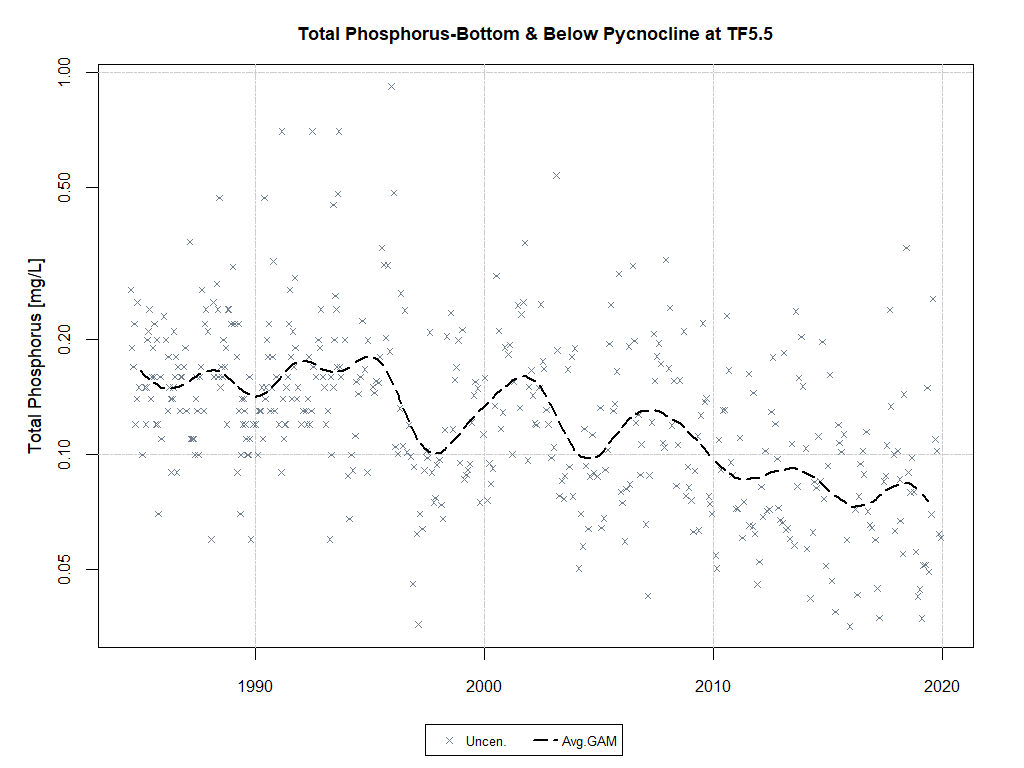 Total Phosphorus-Bottom & Below Pycnocline at TF5.5
Total Phosphorus [mg/L]
1.00
0.50
0.20
0.10
0.05
1990 2000 2010 2020
Uncen. Avg.GAM